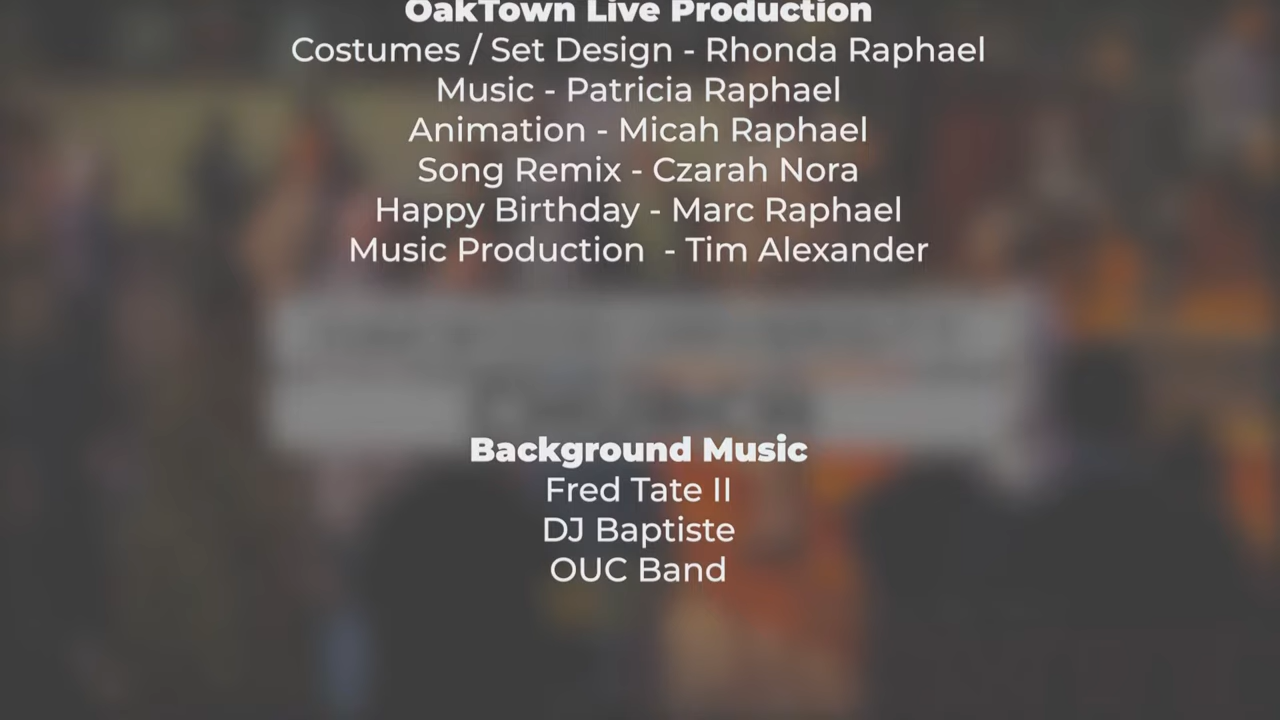 OakTown Live Production
Costumes / Set Design - Rhonda Raphael
Music - Patricia Raphael
Animation - Micah Raphael
Song Remix - Czarah Nora
Happy Birthday - Marc Raphael
Music Production  - Tim Alexander
Background Music
Fred Tate II
DJ Baptiste
OUC Band